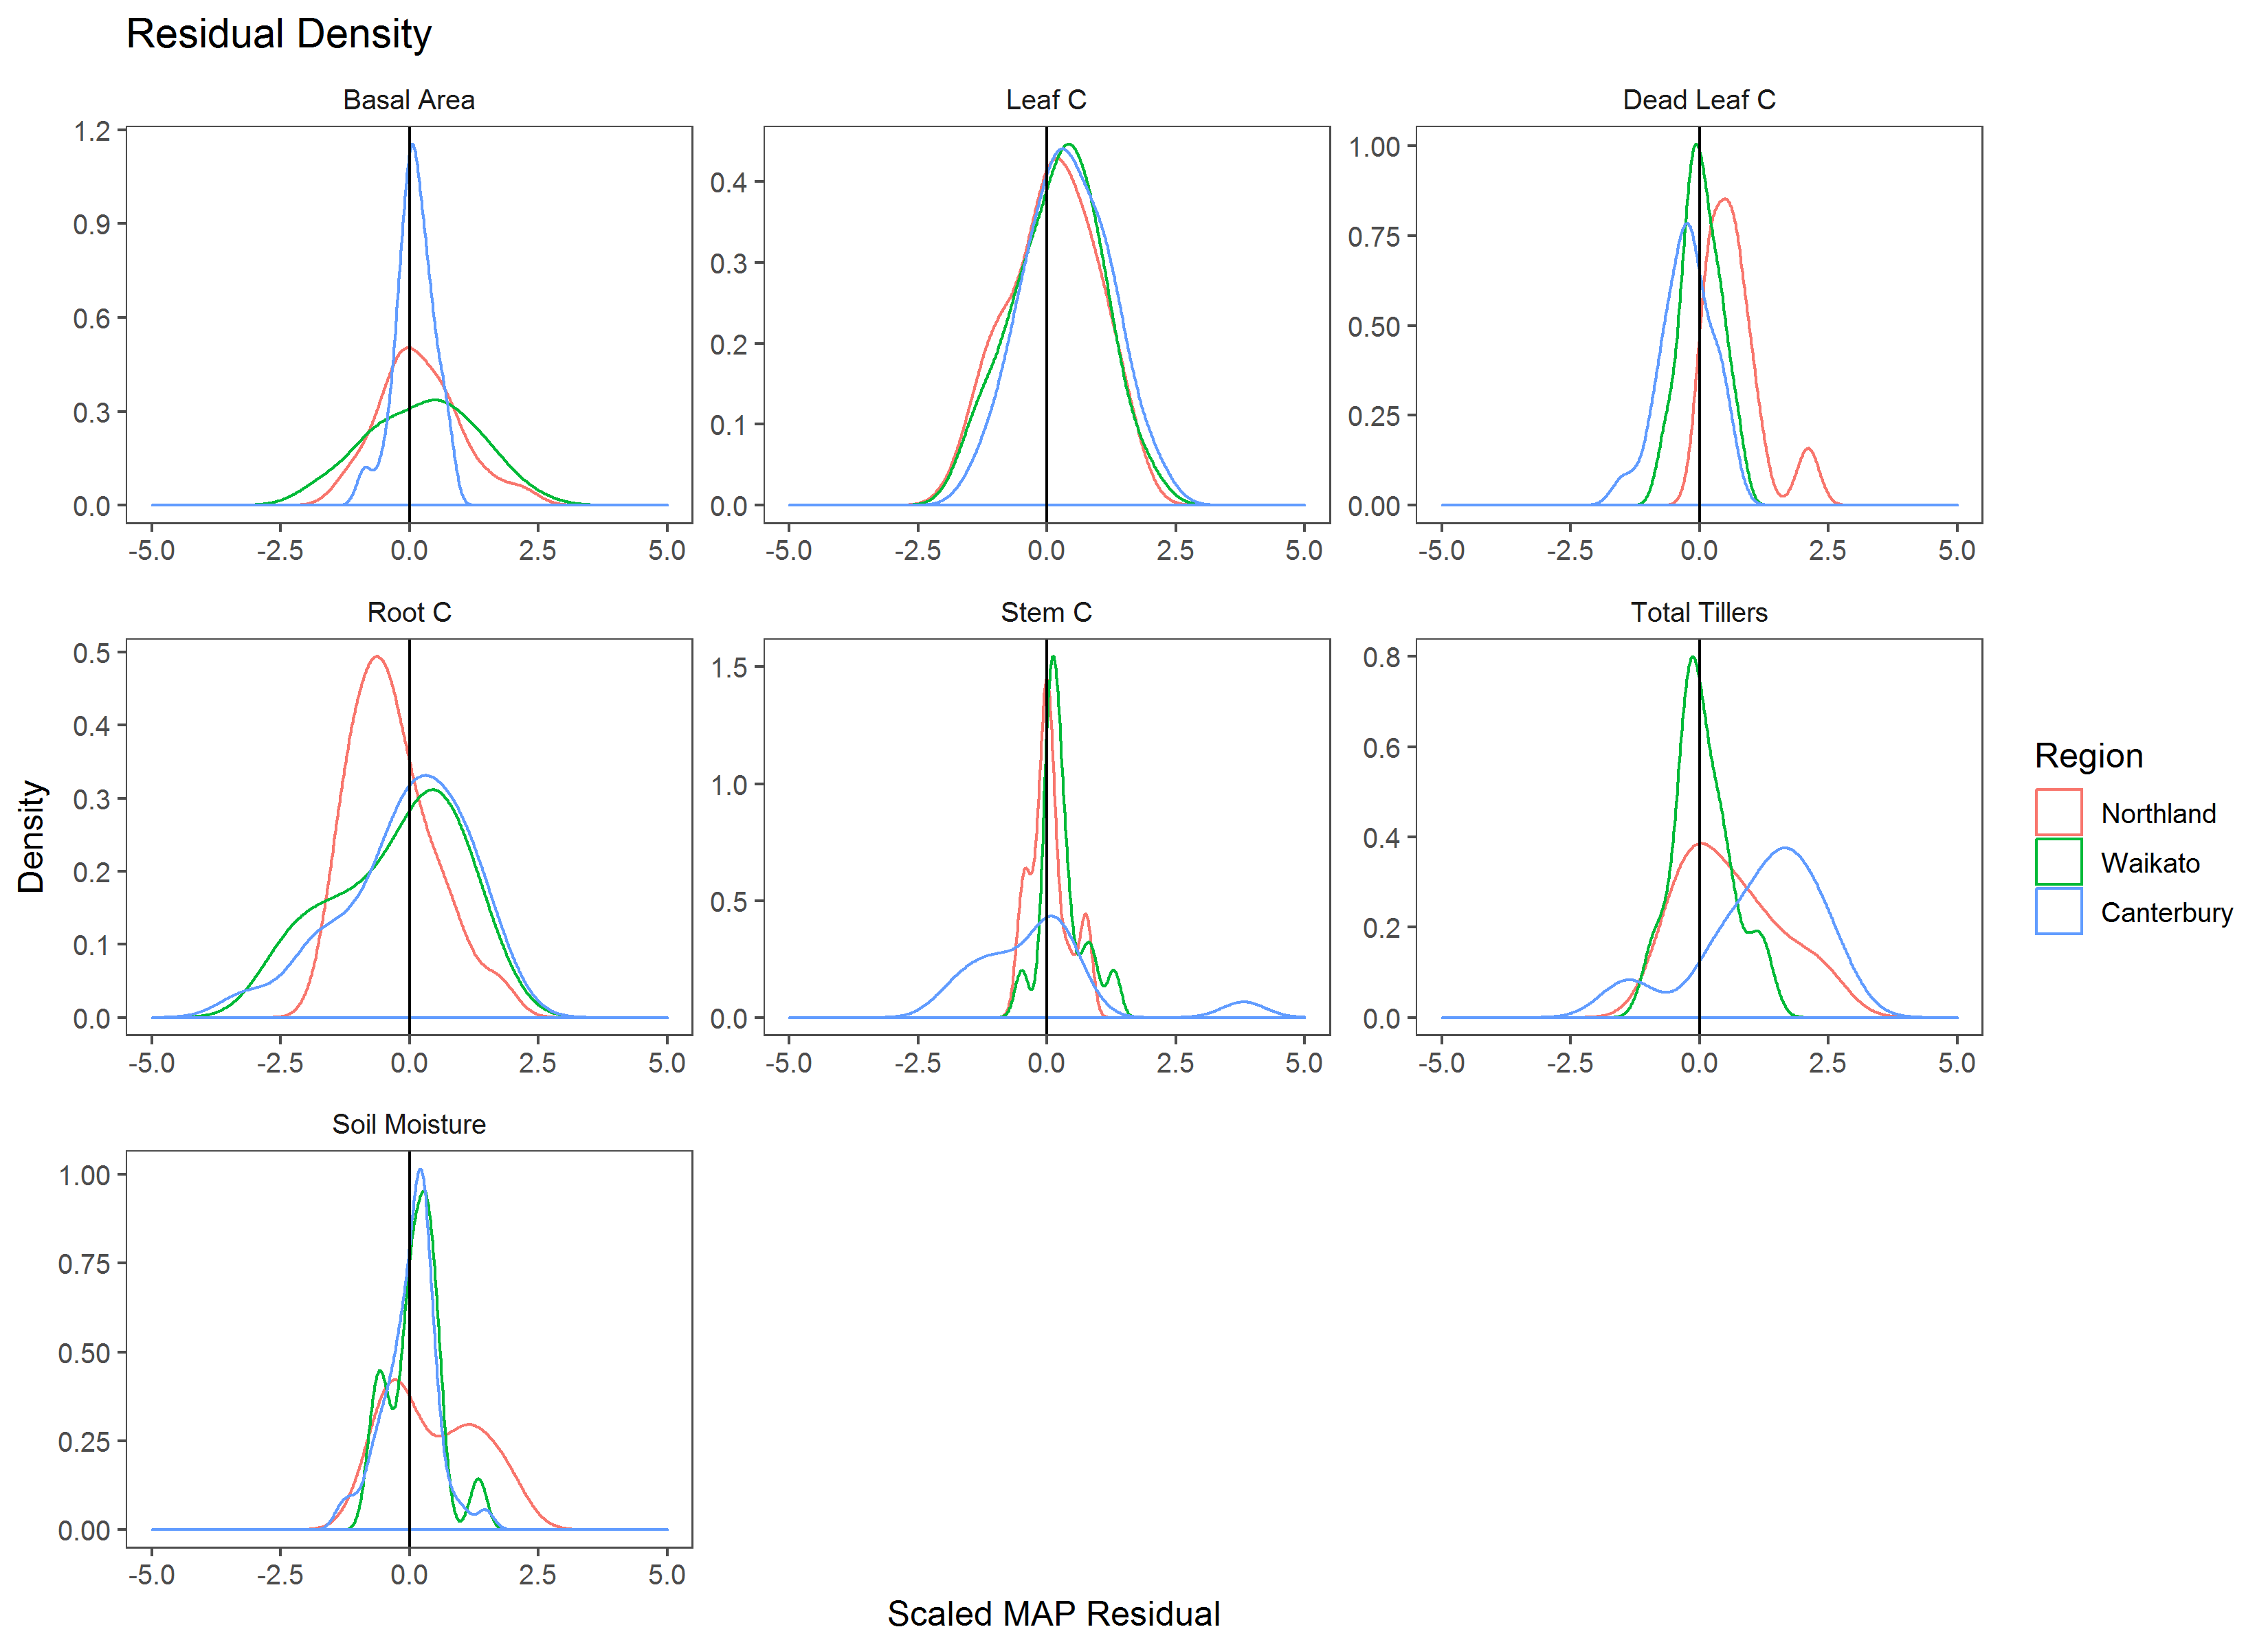 Residual Density
Basal Area
Leaf C
Dead Leaf C
1.2
0.9
0.6
0.3
0.0
0.4
0.3
0.2
0.1
0.0
1.00
0.75
0.50
0.25
0.00
-5.0 -2.5 0.0 2.5 5.0
-5.0 -2.5 0.0 2.5 5.0
-5.0 -2.5 0.0 2.5 5.0
Root C
Stem C
Total Tillers
0.5
0.4
0.3
0.2
0.1
0.0
1.5
1.0
0.5
0.0
0.8
0.6
0.4
0.2
0.0
-5.0 -2.5 0.0 2.5 5.0
-5.0 -2.5 0.0 2.5 5.0
-5.0 -2.5 0.0 2.5 5.0
Soil Moisture
1.00
0.75
0.50
0.25
0.00
-5.0 -2.5 0.0 2.5 5.0
Density
Scaled MAP Residual
Region
Northland
Waikato
Canterbury